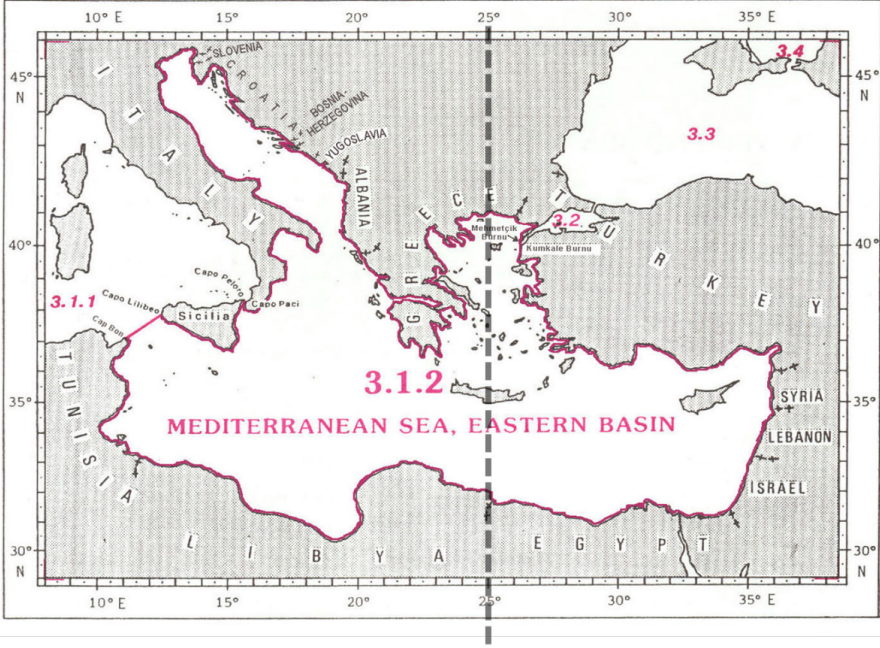 10° E 15° 20° 25° 30° 35° E
45°
N
45°
N
SLOVENIA
CROATIA
BOSNIA-
HERZEGOVINA
YUGOSLAVIA
ALBANIA
ITALY
GREECE
TURKEY
3.4
3.3
3.2
Mehmetçik
Burnu
Kumkale Burnu
40°
40°
3.1.1
Capo Peloro
Capo Lilibeo
Capo Paci
Sicilia
Cap Bon
TUNISIA
3.1.2
35°
35°
MEDITERRANEAN SEA, EASTERN BASIN
SYRIA
LEBANON
ISRAEL
LIBYA
EGYPT
30°
N
30°
N
10° E 15° 20° 25° 30° 35° E